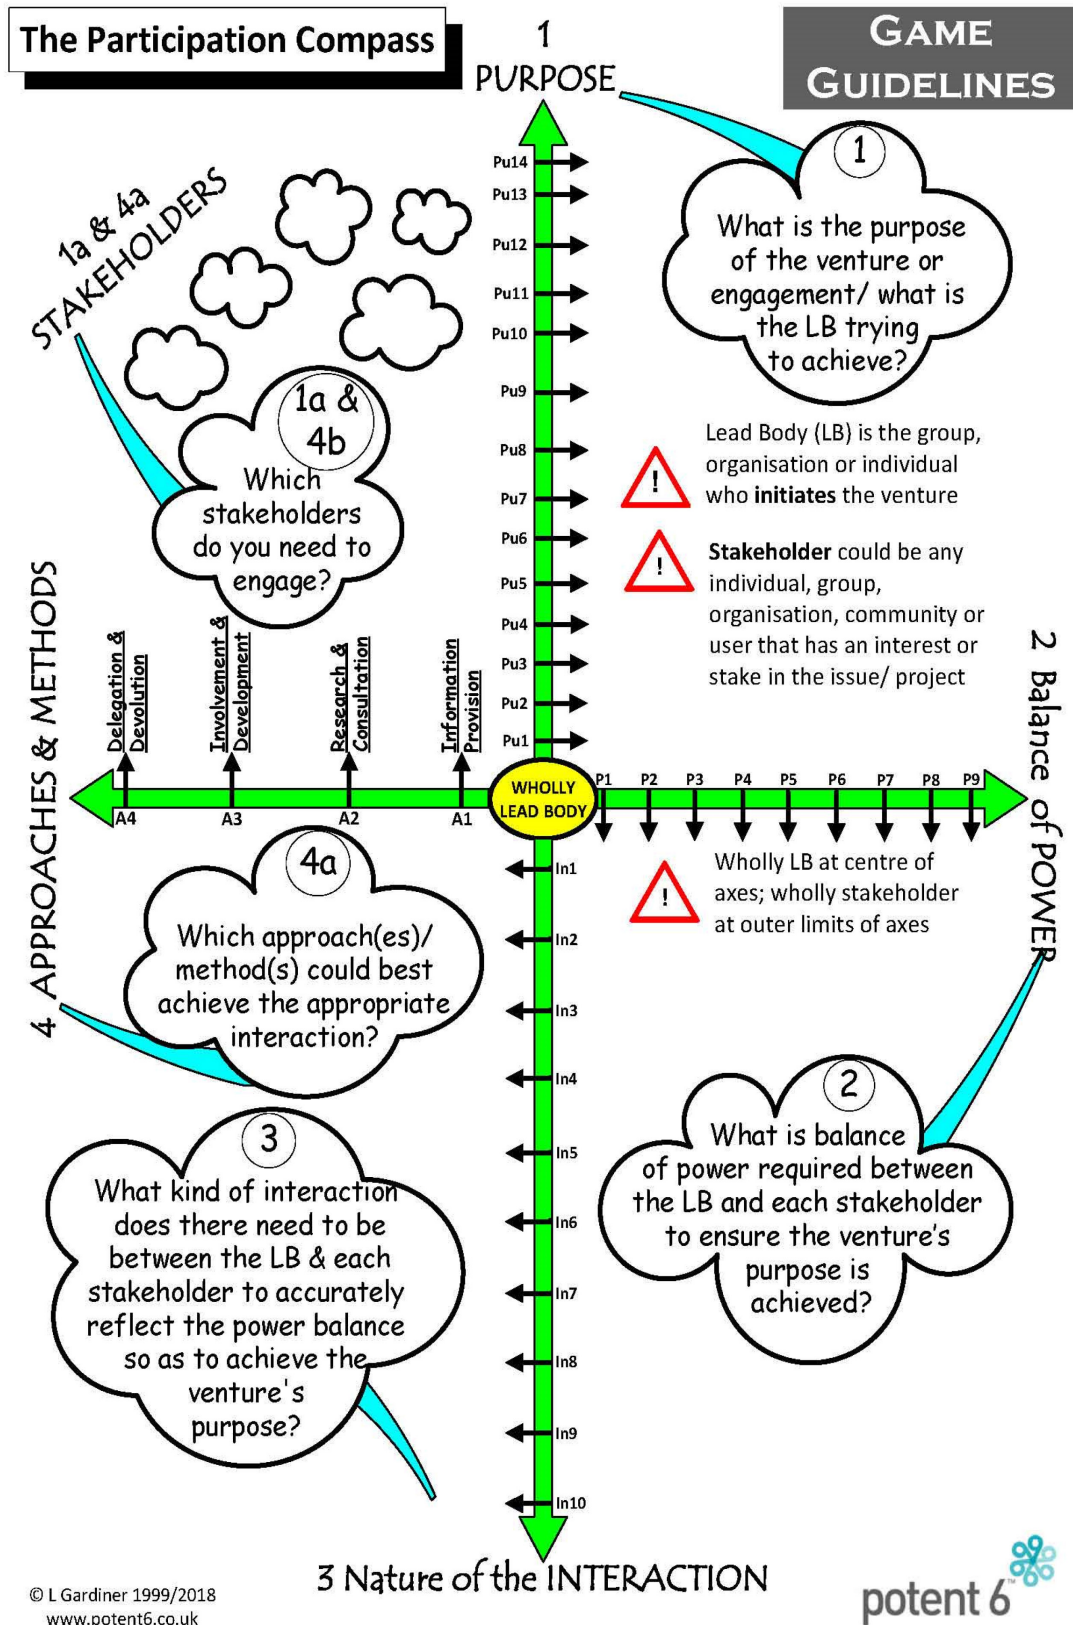 The Participation Compass
1
PURPOSE
GAME
GUIDELINES
1a & 4a
STAKEHOLDERS
1
What is the purpose
of the venture or
engagement/ what is
the LB trying
to achieve?
Pu14
Pu13
Pu12
Pu11
Pu10
Pu9
Pu8
Pu7
Pu6
Pu5
Pu4
Pu3
Pu2
Pu1
1a &
4b
Which
stakeholders
do you need to
engage?
Lead Body (LB) is the group,
organisation or individual
who initiates the venture
!
Stakeholder could be any
individual, group,
organisation, community or
user that has an interest or
stake in the issue/ project
!
4 APPROACHES & METHODS
Delegation &
Devolution
Involvement &
Development
Research &
Consultation
Information
Provision
A4
A3
A2
A1
WHOLLY
LEAD BODY
P1
P2
P3
P4
P5
P6
P7
P8
P9
2 Balance of POWER
!
Wholly LB at centre of
axes; wholly stakeholder
at outer limits of axes
4a
Which approach(es)/
method(s) could best
achieve the appropriate
interaction?
In1
In2
In3
In4
In5
In6
In7
In8
In9
In10
2
What is balance
of power required between
the LB and each stakeholder
to ensure the venture's
purpose is
achieved?
3
What kind of interaction
does there need to be
between the LB & each
stakeholder to accurately
reflect the power balance
so as to achieve the
venture's
purpose?
3 Nature of the INTERACTION
© L Gardiner 1999/2018
www.potent6.co.uk
potent 6™